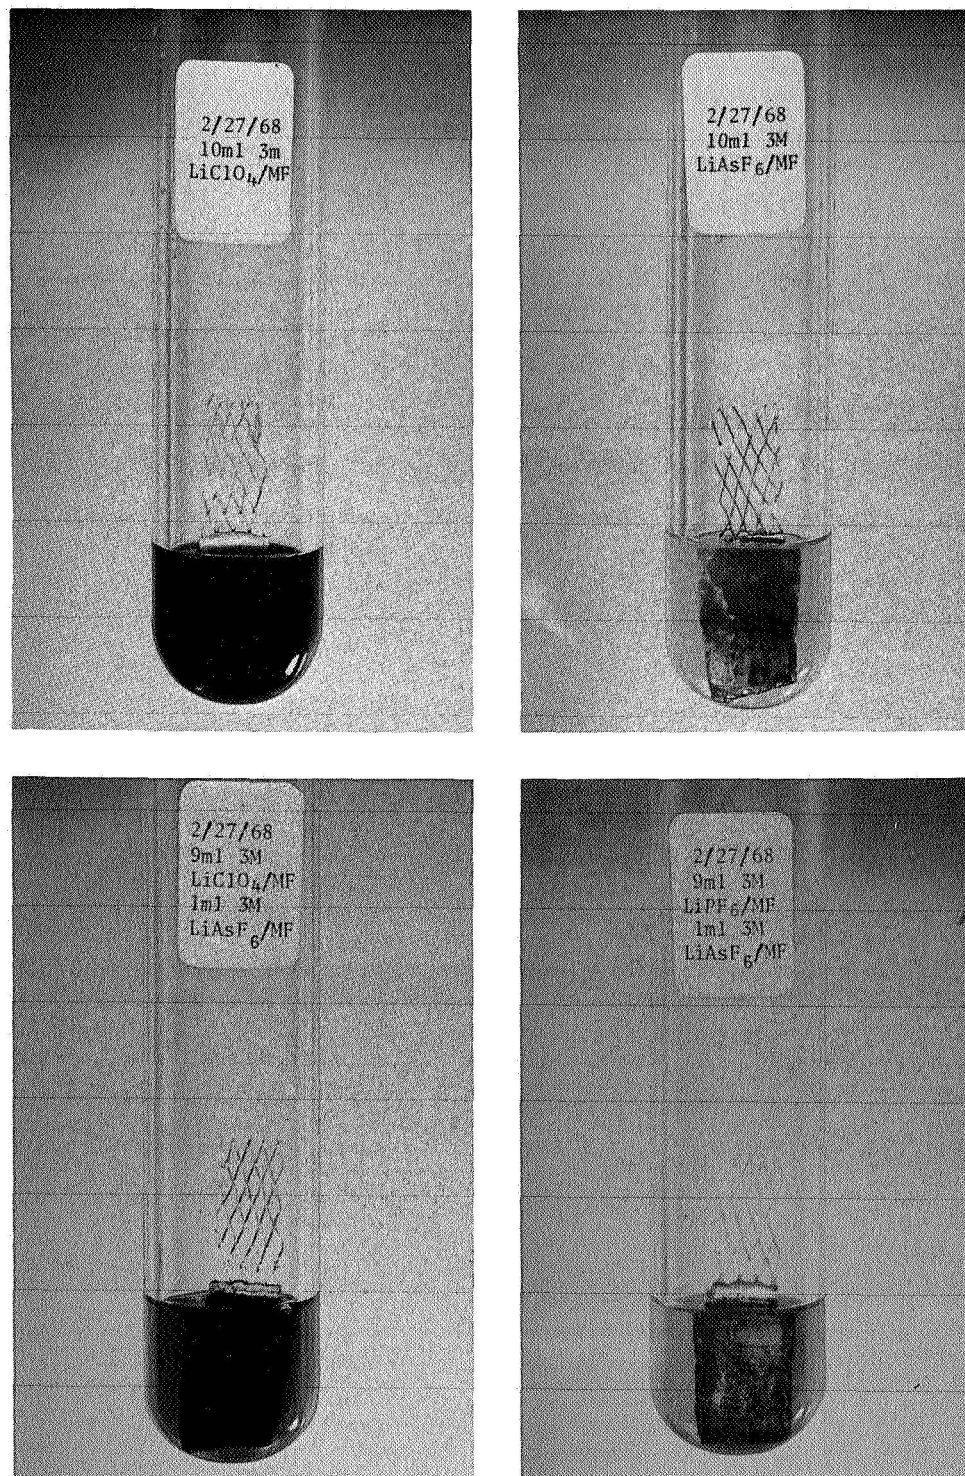 2/27/68
10ml 3m
LiClO₄/MF
2/27/68
10ml 3M
LiAsF₆/MF
2/27/68
9ml 3M
LiClO₄/MF
1ml 3M
LiAsF₆/MF
2/27/68
9ml 3M
LiPF₆/MF
1ml 3M
LiAsF₆/MF